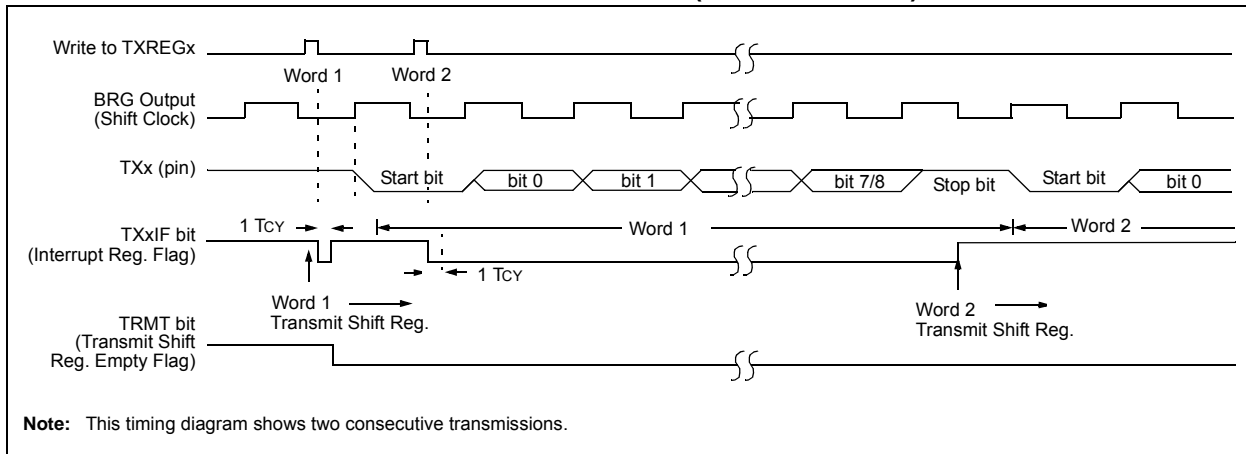 Write to TXREGx
Word 1
Word 2
BRG Output
(Shift Clock)
TXx (pin)
Start bit
bit 0
bit 1
bit 7/8
Stop bit
Start bit
bit 0
1 TCY
Word 1
Word 2
TXxIF bit
(Interrupt Reg. Flag)
1 TCY
Word 1
Transmit Shift Reg.
Word 2
Transmit Shift Reg.
TRMT bit
(Transmit Shift
Reg. Empty Flag)
Note: This timing diagram shows two consecutive transmissions.